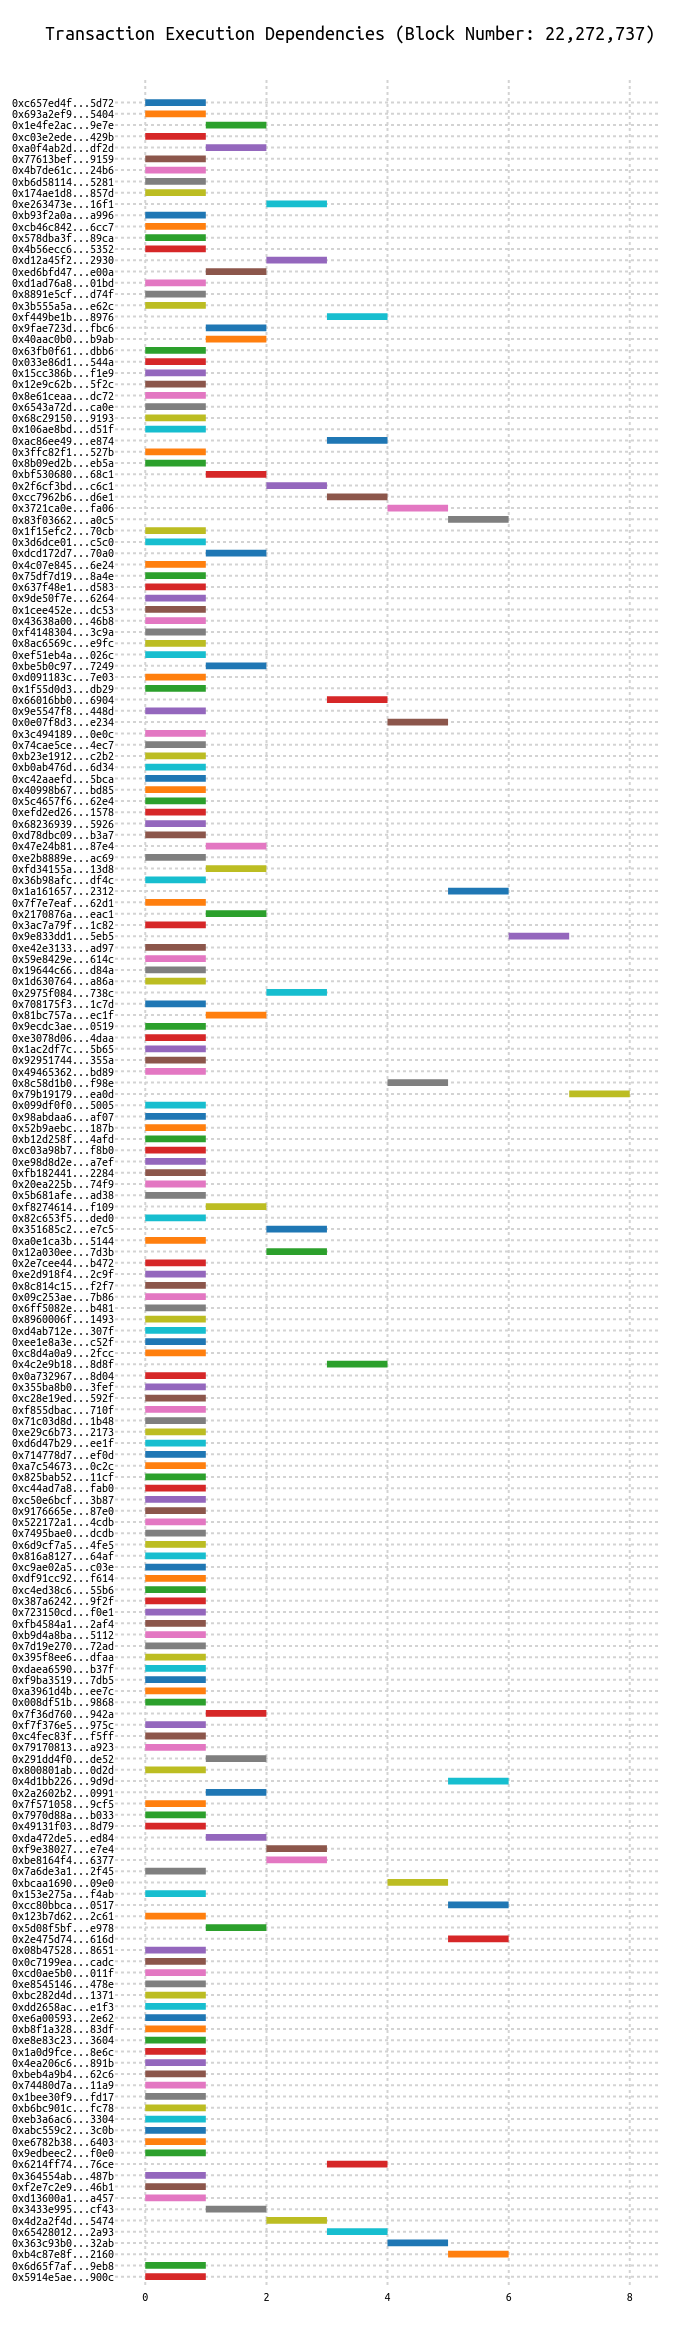 Transaction Execution Dependencies (Block Number: 22,272,737)
0xc657ed4f...5d72
0x693a2ef9...5404
0x1e4fe2ac...9e7e
0xc03e2ede...429b
0xa0f4ab2d...df2d
0x77613bef...9159
0x4b7de61c...24b6
0xb6d58114...5281
0x174ae1d8...857d
0xe263473e...16f1
0xb93f2a0a...a996
0xcb46c842...6cc7
0x578dba3f...89ca
0x4b56ecc6...5352
0xd12a45f2...2930
0xed6bfd47...e00a
0xd1ad76a8...01bd
0x8891e5cf...d74f
0x3b555a5a...e62c
0xf449be1b...8976
0x9fae723d...fbc6
0x40aac0b0...b9ab
0x63fb0f61...dbb6
0x033e86d1...544a
0x15cc386b...f1e9
0x12e9c62b...5f2c
0x8e61ceaa...dc72
0x6543a72d...ca0e
0x68c29150...9193
0x106ae8bd...d51f
0xac86ee49...e874
0x3ffc82f1...527b
0x8b09ed2b...eb5a
0xbf530680...68c1
0x2f6cf3bd...c6c1
0xcc7962b6...d6e1
0x3721ca0e...fa06
0x83f03662...a0c5
0x1f15efc2...70cb
0x3d6dce01...c5c0
0xdcd172d7...70a0
0x4c07e845...6e24
0x75df7d19...8a4e
0x637f48e1...d583
0x9de50f7e...6264
0x1cee452e...dc53
0x43638a00...46b8
0xf4148304...3c9a
0x8ac6569c...e9fc
0xef51eb4a...026c
0xbe5b0c97...7249
0xd091183c...7e03
0x1f55d0d3...db29
0x66016bb0...6904
0x9e5547f8...448d
0x0e07f8d3...e234
0x3c494189...0e0c
0x74cae5ce...4ec7
0xb23e1912...c2b2
0xb0ab476d...6d34
0xc42aaefd...5bca
0x40998b67...bd85
0x5c4657f6...62e4
0xefd2ed26...1578
0x68236939...5926
0xd78dbc09...b3a7
0x47e24b81...87e4
0xe2b8889e...ac69
0xfd34155a...13d8
0x36b98afc...df4c
0x1a161657...2312
0x7f7e7eaf...62d1
0x2170876a...eac1
0x3ac7a79f...1c82
0x9e833dd1...5eb5
0xe42e3133...ad97
0x59e8429e...614c
0x19644c66...d84a
0x1d630764...a86a
0x2975f084...738c
0x708175f3...1c7d
0x81bc757a...ec1f
0x9ecdc3ae...0519
0xe3078d06...4daa
0x1ac2df7c...5b65
0x92951744...355a
0x49465362...bd89
0x8c58d1b0...f98e
0x79b19179...ea0d
0x099df0f0...5005
0x98abdaa6...af07
0x52b9aebc...187b
0xb12d258f...4afd
0xc03a98b7...f8b0
0xe98d8d2e...a7ef
0xfb182441...2284
0x20ea225b...74f9
0x5b681afe...ad38
0xf8274614...f109
0x82c653f5...ded0
0x351685c2...e7c5
0xa0e1ca3b...5144
0x12a030ee...7d3b
0x2e7cee44...b472
0xe2d918f4...2c9f
0x8c814c15...f2f7
0x09c253ae...7b86
0x6ff5082e...b481
0x8960006f...1493
0xd4ab712e...307f
0xee1e8a3e...c52f
0xc8d4a0a9...2fcc
0x4c2e9b18...8d8f
0x0a732967...8d04
0x355ba8b0...3fef
0xc28e19ed...592f
0xf855dbac...710f
0x71c03d8d...1b48
0xe29c6b73...2173
0xd6d47b29...ee1f
0x714778d7...ef0d
0xa7c54673...0c2c
0x825bab52...11cf
0xc44ad7a8...fab0
0xc50e6bcf...3b87
0x9176665e...87e0
0x522172a1...4cdb
0x7495bae0...dcdb
0x6d9cf7a5...4fe5
0x816a8127...64af
0xc9ae02a5...c03e
0xdf91cc92...f614
0xc4ed38c6...55b6
0x387a6242...9f2f
0x723150cd...f0e1
0xfb4584a1...2af4
0xb9d4a8ba...5112
0x7d19e270...72ad
0x395f8ee6...dfaa
0xdaea6590...b37f
0xf9ba3519...7db5
0xa3961d4b...ee7c
0x008df51b...9868
0x7f36d760...942a
0xf7f376e5...975c
0xc4fec83f...f5ff
0x79170813...a923
0x291dd4f0...de52
0x800801ab...0d2d
0x4d1bb226...9d9d
0x2a2602b2...0991
0x7f571058...9cf5
0x7970d88a...b033
0x49131f03...8d79
0xda472de5...ed84
0xf9e38027...e7e4
0xbe8164f4...6377
0x7a6de3a1...2f45
0xbcaa1690...09e0
0x153e275a...f4ab
0xcc80bbca...0517
0x123b7d62...2c61
0x5d08f5bf...e978
0x2e475d74...616d
0x08b47528...8651
0x0c7199ea...cadc
0xcd0ae5b0...011f
0xe8545146...478e
0xbc282d4d...1371
0xdd2658ac...e1f3
0xe6a00593...2e62
0xb8f1a328...83df
0xe8e83c23...3604
0x1a0d9fce...8e6c
0x4ea206c6...891b
0xbeb4a9b4...62c6
0x74480d7a...11a9
0x1bee30f9...fd17
0xb6bc901c...fc78
0xeb3a6ac6...3304
0xabc559c2...3c0b
0xe6782b38...6403
0x9edbeec2...f0e0
0x6214ff74...76ce
0x364554ab...487b
0xf2e7c2e9...46b1
0xd13600a1...a457
0x3433e995...cf43
0x4d2a2f4d...5474
0x65428012...2a93
0x363c93b0...32ab
0xb4c87e8f...2160
0x6d65f7af...9eb8
0x5914e5ae...900c
0 2 4 6 8